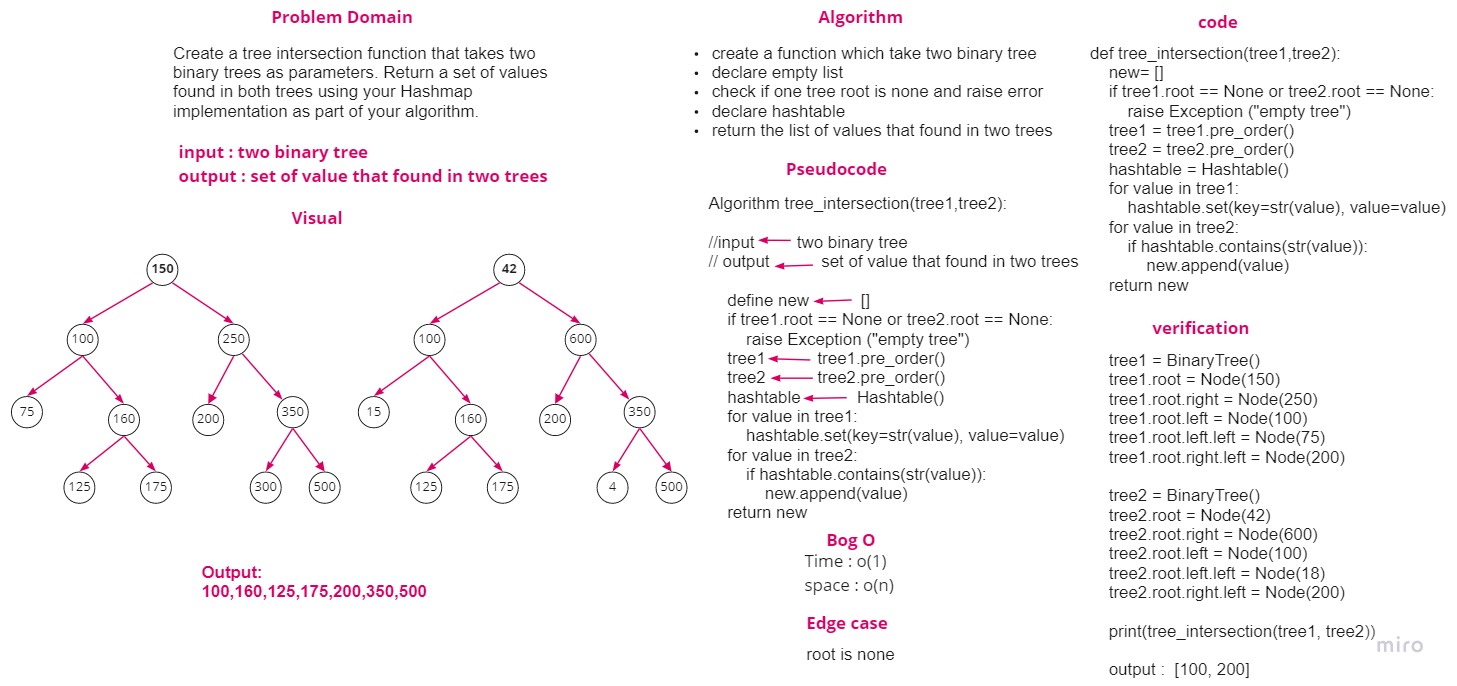 Problem Domain
Create a tree intersection function that takes two
binary trees as parameters. Return a set of values
found in both trees using your Hashmap
implementation as part of your algorithm.
input : two binary tree
output : set of value that found in two trees
Visual
150
100
250
75
160
200
350
125
175
300
500
42
100
600
15
160
200
350
125
175
4
500
Output:
100,160,125,175,200,350,500
Algorithm
• create a function which take two binary tree
• declare empty list
• check if one tree root is none and raise error
• declare hashtable
• return the list of values that found in two trees
Pseudocode
Algorithm tree_intersection(tree1,tree2):
//input two binary tree
// output set of value that found in two trees
define new []
if tree1.root == None or tree2.root == None:
raise Exception ("empty tree")
tree1 tree1.pre_order()
tree2 tree2.pre_order()
hashtable Hashtable()
for value in tree1:
hashtable.set(key=str(value), value=value)
for value in tree2:
if hashtable.contains(str(value)):
new.append(value)
return new
Bog O
Time : o(1)
space : o(n)
Edge case
root is none
code
def tree_intersection(tree1,tree2):
new= []
if tree1.root == None or tree2.root == None:
raise Exception ("empty tree")
tree1 = tree1.pre_order()
tree2 = tree2.pre_order()
hashtable = Hashtable()
for value in tree1:
hashtable.set(key=str(value), value=value)
for value in tree2:
if hashtable.contains(str(value)):
new.append(value)
return new
verification
tree1 = BinaryTree()
tree1.root = Node(150)
tree1.root.right = Node(250)
tree1.root.left = Node(100)
tree1.root.left.left = Node(75)
tree1.root.right.left = Node(200)
tree2 = BinaryTree()
tree2.root = Node(42)
tree2.root.right = Node(600)
tree2.root.left = Node(100)
tree2.root.left.left = Node(18)
tree2.root.right.left = Node(200)
print(tree_intersection(tree1, tree2))
output : [100, 200]
miro